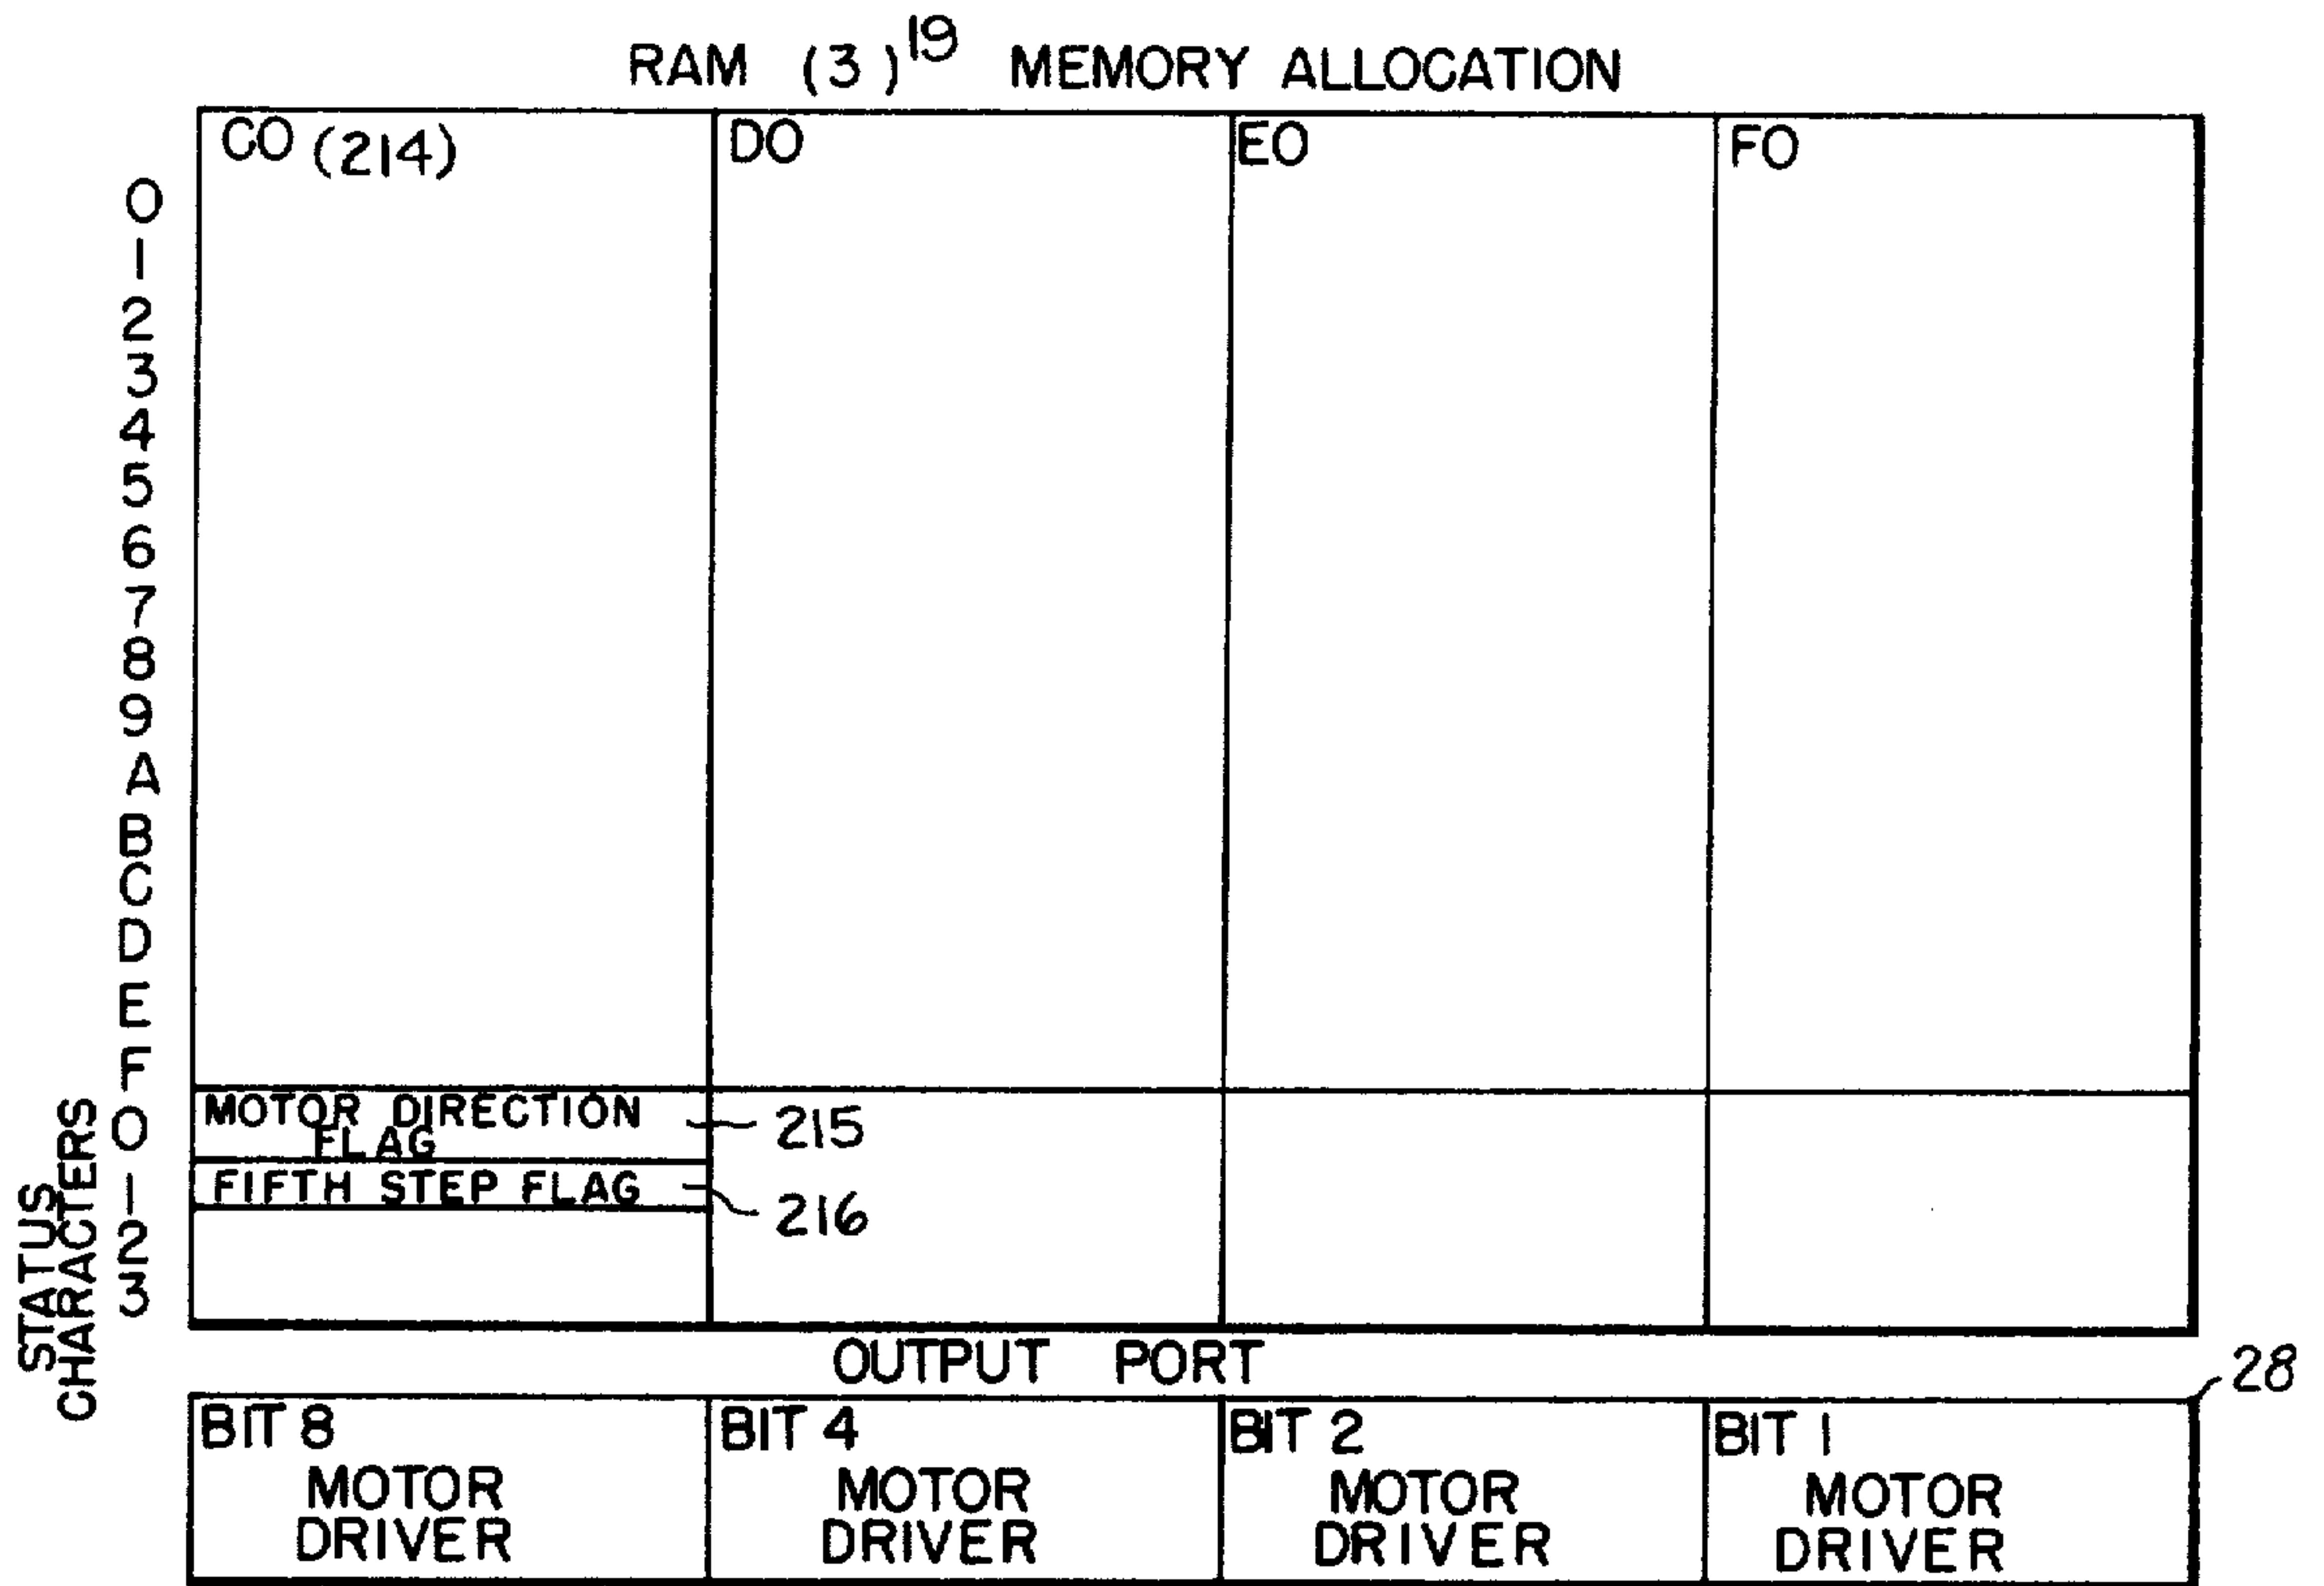 RAM (3) 19 MEMORY ALLOCATION
CO (214) DO EO FO
0
1
2
3
4
5
6
7
8
9
A
B
C
D
E
F
STATUS
CHARACTERS
0 MOTOR DIRECTION
FLAG
215
1 FIFTH STEP FLAG
216
2
3
OUTPUT PORT
28
BIT 8 BIT 4 BIT 2 BIT 1
MOTOR MOTOR MOTOR MOTOR
DRIVER DRIVER DRIVER DRIVER